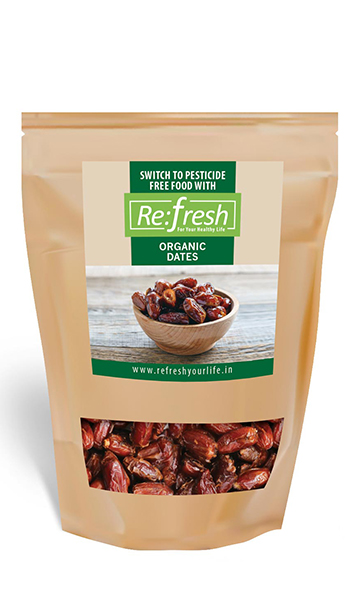 SWITCH TO PESTICIDE
FREE FOOD WITH
Re:fresh
For Your Healthy Life
ORGANIC
DATES
www.refreshyourlife.in